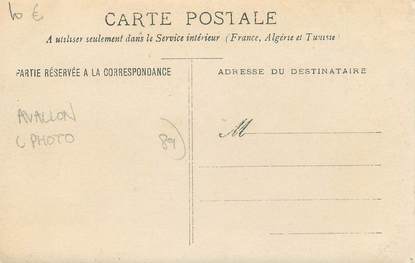 10 €
CARTE POSTALE
A utiliser seulement dans le Service intérieur (France, Algérie et Tunisie)
PARTIE RÉSERVÉE A LA CORRESPONDANCE
ADRESSE DU DESTINATAIRE
AVALLON
C PHOTO
89)
M